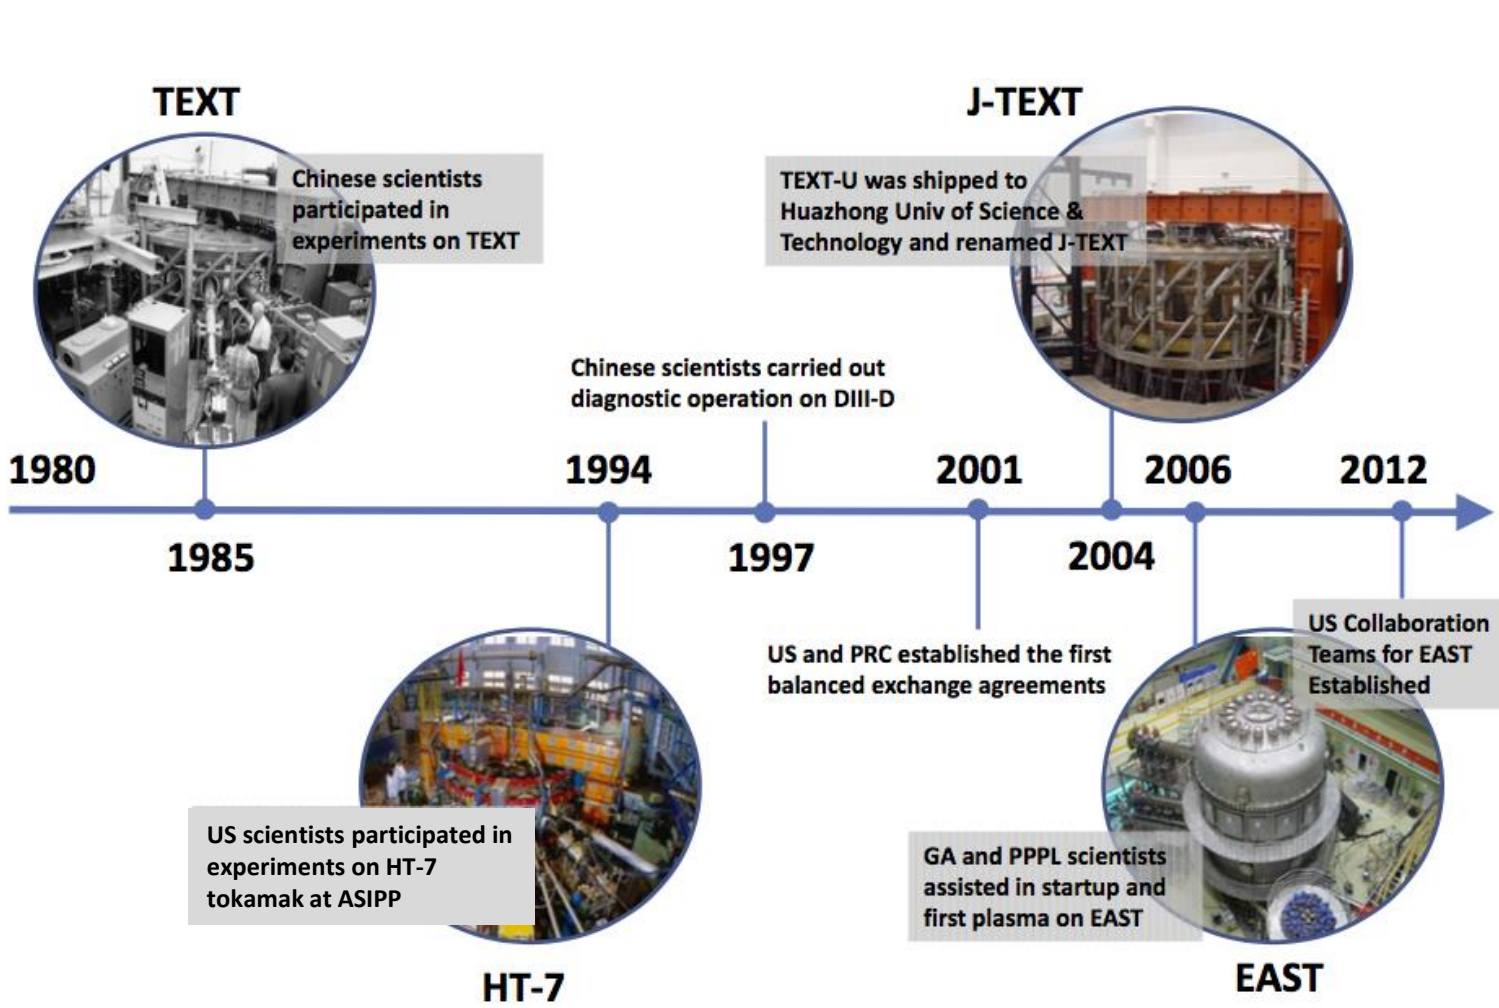 TEXT
J-TEXT
Chinese scientists
participated in
experiments on TEXT
TEXT-U was shipped to
Huazhong Univ of Science &
Technology and renamed J-TEXT
Chinese scientists carried out
diagnostic operation on DIII-D
1980
1994
2001
2006
2012
1985
1997
2004
US and PRC established the first
balanced exchange agreements
US Collaboration
Teams for EAST
Established
US scientists participated in
experiments on HT-7
tokamak at ASIPP
GA and PPPL scientists
assisted in startup and
first plasma on EAST
HT-7
EAST